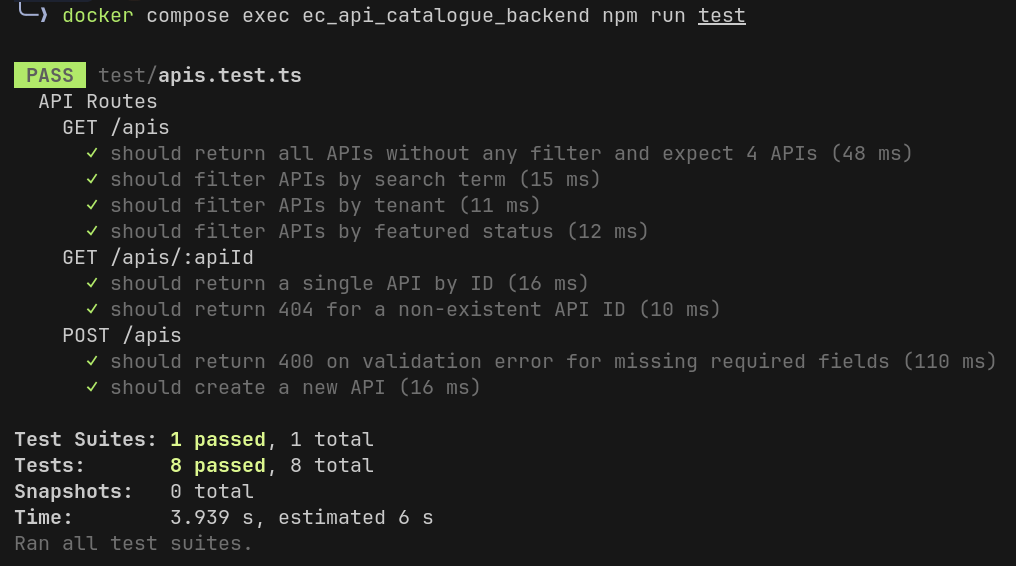 docker compose exec ec_api_catalogue_backend npm run test
PASS test/apis.test.ts
API Routes
GET /apis
✓ should return all APIs without any filter and expect 4 APIs (48 ms)
✓ should filter APIs by search term (15 ms)
✓ should filter APIs by tenant (11 ms)
✓ should filter APIs by featured status (12 ms)
GET /apis/:apiId
✓ should return a single API by ID (16 ms)
✓ should return 404 for a non-existent API ID (10 ms)
POST /apis
✓ should return 400 on validation error for missing required fields (110 ms)
✓ should create a new API (16 ms)
Test Suites: 1 passed, 1 total
Tests: 8 passed, 8 total
Snapshots: 0 total
Time: 3.939 s, estimated 6 s
Ran all test suites.